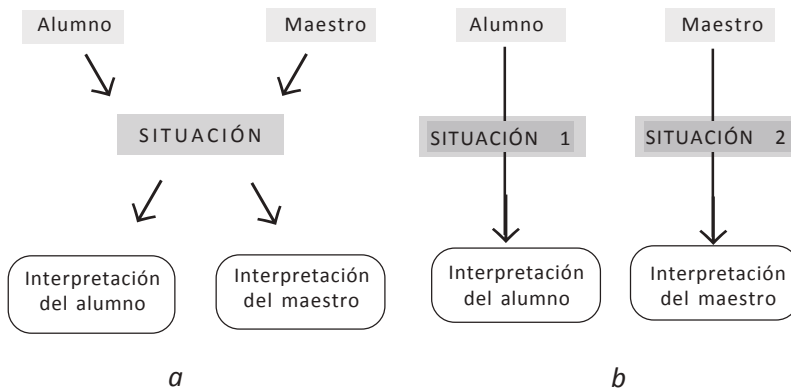 Alumno
Maestro
SITUACIÓN
Interpretación
del alumno
Interpretación
del maestro
a
Alumno
Maestro
SITUACIÓN 1
SITUACIÓN 2
Interpretación
del alumno
Interpretación
del maestro
b